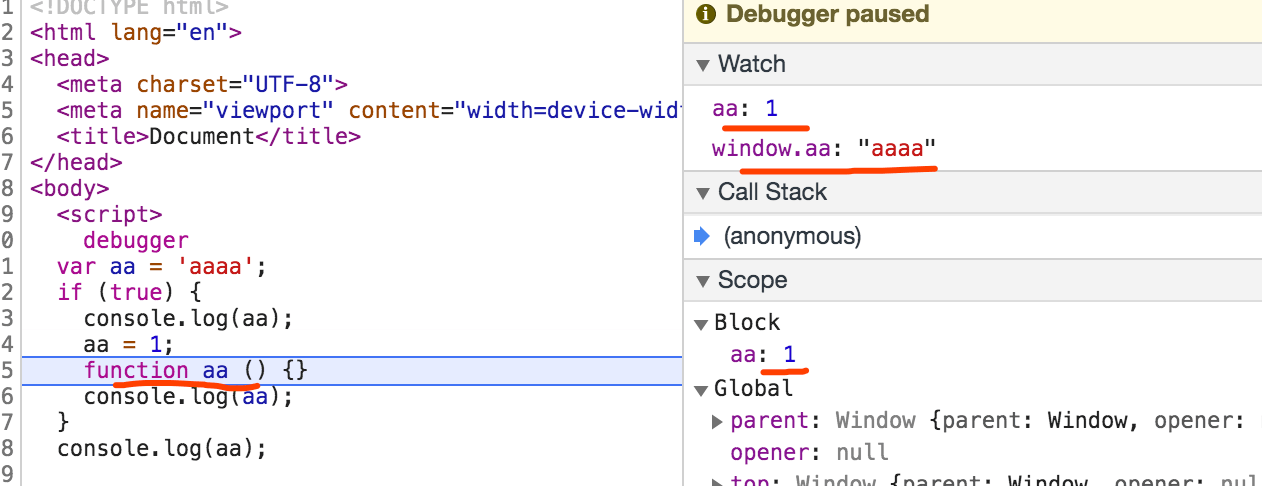 1 <!DOCTYPE html>
2 <html lang="en">
3 <head>
4 <meta charset="UTF-8">
5 <meta name="viewport" content="width=device-widt
6 <title>Document</title>
7 </head>
8 <body>
9 <script>
0 debugger
1 var aa = 'aaaa';
2 if (true) {
3 console.log(aa);
4 aa = 1;
5 function aa () {}
6 console.log(aa);
7 }
8 console.log(aa);
9
Debugger paused
Watch
aa: 1
window.aa: "aaaa"
Call Stack
(anonymous)
Scope
Block
aa: 1
Global
parent: Window {parent: Window, opener:
opener: null
top: Window {parent: Window, opener: nul